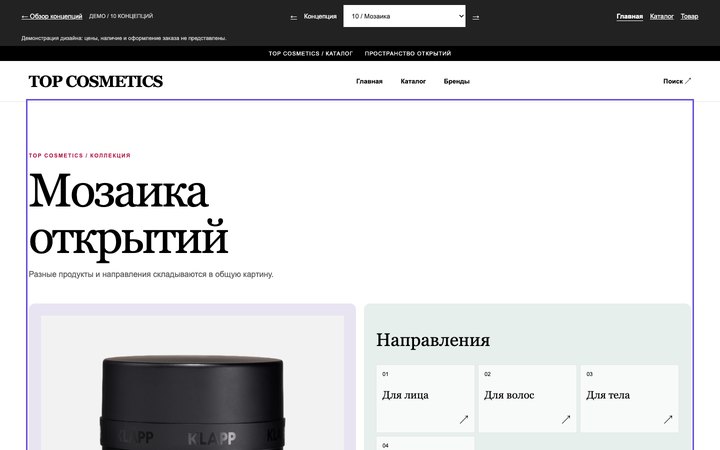 ← Обзор концепций ДЕМО / 10 КОНЦЕПЦИЙ ← Концепция 10 / Мозаика → Главная Каталог Товар
Демонстрация дизайна: цены, наличие и оформление заказа не представлены.
TOP COSMETICS / КАТАЛОГ ПРОСТРАНСТВО ОТКРЫТИЙ
TOP COSMETICS Главная Каталог Бренды Поиск ↗
TOP COSMETICS / КОЛЛЕКЦИЯ
Мозаика
открытий
Разные продукты и направления складываются в общую картину.
KLAPP KLAPP KLAPP
Направления
01 02 03
Для лица Для волос Для тела
↗ ↗ ↗
04